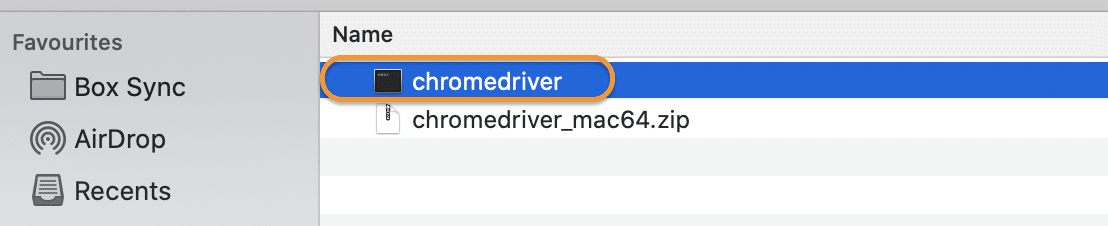 Favourites
Box Sync
AirDrop
Recents
Name
chromedriver
chromedriver_mac64.zip